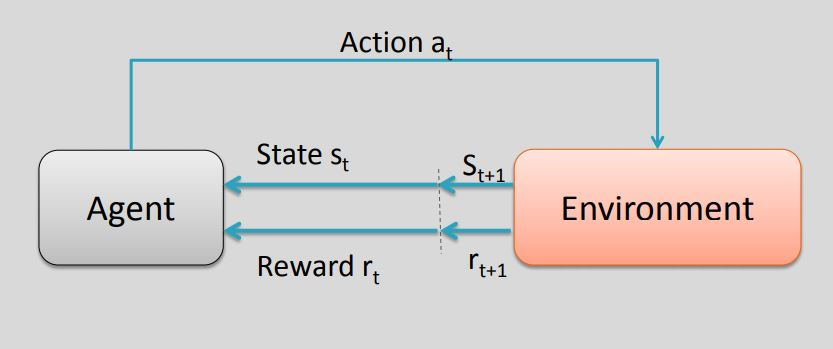 Action aₜ
State sₜ
Sₜ₊₁
Agent
Environment
Reward rₜ
rₜ₊₁